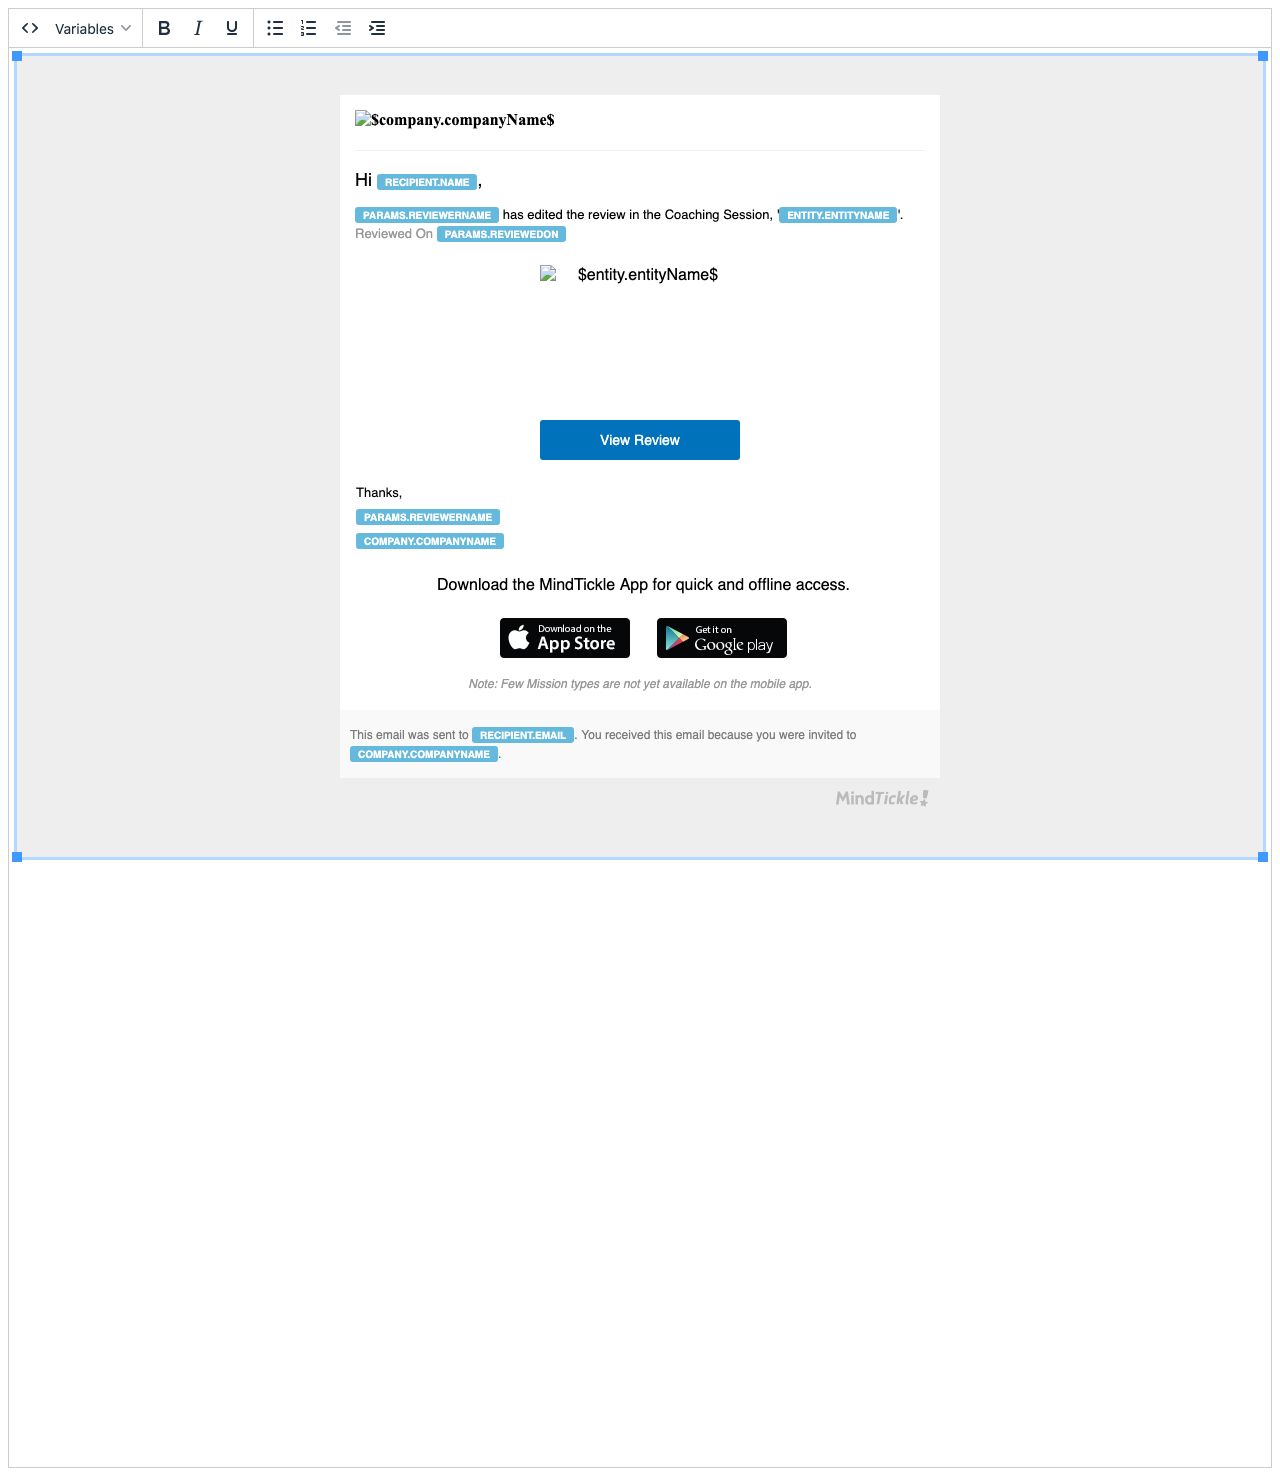 Variables
$company.companyName$
Hi RECIPIENT.NAME,
PARAMS.REVIEWERNAME has edited the review in the Coaching Session, 'ENTITY.ENTITYNAME'.
Reviewed On PARAMS.REVIEWEDON
$entity.entityName$
View Review
Thanks,
PARAMS.REVIEWERNAME
COMPANY.COMPANYNAME
Download the MindTickle App for quick and offline access.
Download on the
App Store
Get it on
Google play
Note: Few Mission types are not yet available on the mobile app.
This email was sent to RECIPIENT.EMAIL. You received this email because you were invited to
COMPANY.COMPANYNAME.
MindTickle!